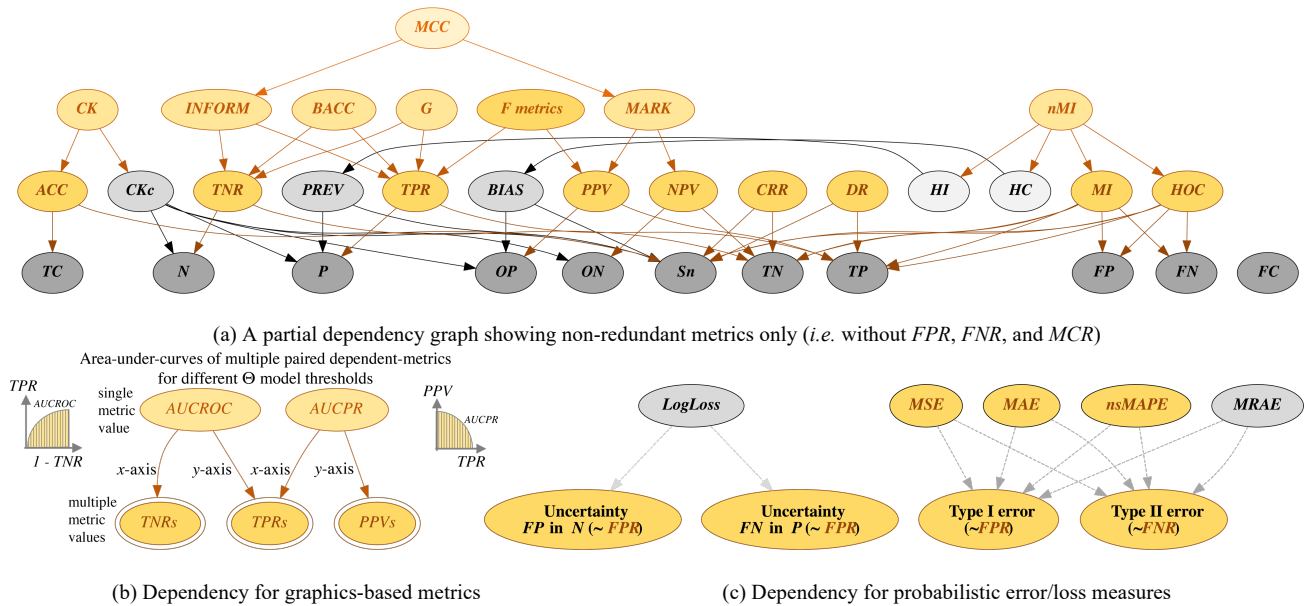 MCC
CK
INFORM
BACC
G
F metrics
MARK
nMI
ACC
CKc
TNR
PREV
TPR
BIAS
PPV
NPV
CRR
DR
HI
HC
MI
HOC
TC
N
P
OP
ON
Sn
TN
TP
FP
FN
FC
(a) A partial dependency graph showing non-redundant metrics only (i.e. without FPR, FNR, and MCR)
Area-under-curves of multiple paired dependent-metrics
for different Θ model thresholds
TPR
AUCROC
1 - TNR
single
metric
value
AUCROC
AUCPR
PPV
AUCPR
TPR
x-axis
y-axis
x-axis
y-axis
multiple
metric
values
TNRs
TPRs
PPVs
(b) Dependency for graphics-based metrics
LogLoss
MSE
MAE
nsMAPE
MRAE
Uncertainty
FP in N (~ FPR)
Uncertainty
FN in P (~ FPR)
Type I error
(~FPR)
Type II error
(~FNR)
(c) Dependency for probabilistic error/loss measures